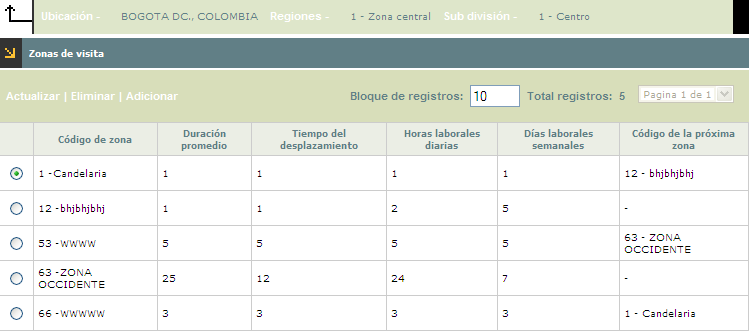 Ubicación - BOGOTA DC., COLOMBIA Regiones - 1 - Zona central Sub división - 1 - Centro
Zonas de visita
Actualizar | Eliminar | Adicionar Bloque de registros: 10 Total registros: 5 Pagina 1 de 1
Código de zona Duración promedio Tiempo del desplazamiento Horas laborales diarias Días laborales semanales Código de la próxima zona
1 -Candelaria 1 1 1 1 12 - bhjbhjbhj
12 -bhjbhjbhj 1 1 2 5 -
53 -WWWW 5 5 5 5 63 - ZONA OCCIDENTE
63 -ZONA OCCIDENTE 25 12 24 7 -
66 -WWWWW 3 3 3 3 1 - Candelaria